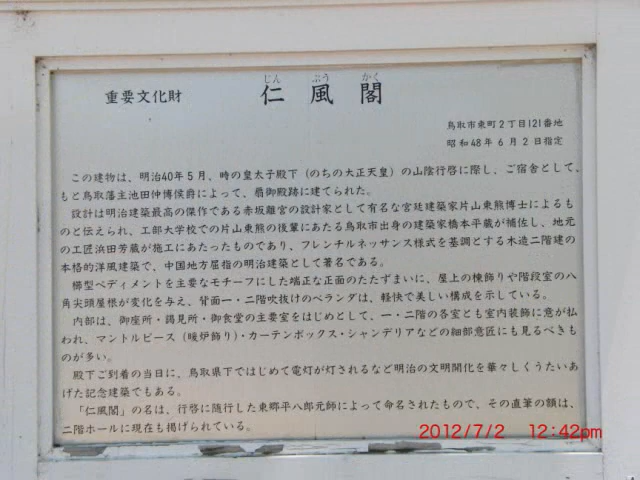 じん ぷう かく
重要文化財 仁風閣
鳥取市東町2丁目121番地
昭和48年6月2日指定
この建物は、明治40年5月、時の皇太子殿下(のちの大正天皇)の山陰行啓に際し、ご宿舎として、
もと鳥取藩主池田仲博侯爵によって、扇御殿跡に建てられた。
設計は明治建築最高の傑作である赤坂離宮の設計家として有名な宮廷建築家片山東熊博士によるも
のと伝えられ、工部大学校での片山東熊の後輩にあたる鳥取市出身の建築家橋本平蔵が補佐し、地元
の工匠浜田芳蔵が施工にあたったものであり、フレンチルネッサンス様式を基調とする木造二階建の
本格的洋風建築で、中国地方屈指の明治建築として著名である。
櫛型ペディメントを主要なモチーフにした端正な正面のたたずまいに、屋上の棟飾りや階段室の八
角尖頭屋根が変化を与え、背面一・二階吹抜けのベランダは、軽快で美しい構成を示している。
内部は、御座所・謁見所・御食堂の主要室をはじめとして、一・二階の各室とも室内装飾に意が払
われ、マントルピース(暖炉飾り)・カーテンボックス・シャンデリアなどの細部意匠にも見るべきも
のが多い。
殿下ご到着の当日に、鳥取県下ではじめて電灯が灯されるなど明治の文明開化を華々しくうたいあ
げた記念建築でもある。
「仁風閣」の名は、行啓に随行した東郷平八郎元帥によって命名されたもので、その直筆の額は、
二階ホールに現在も掲げられている。
2012/7/2 12:42pm